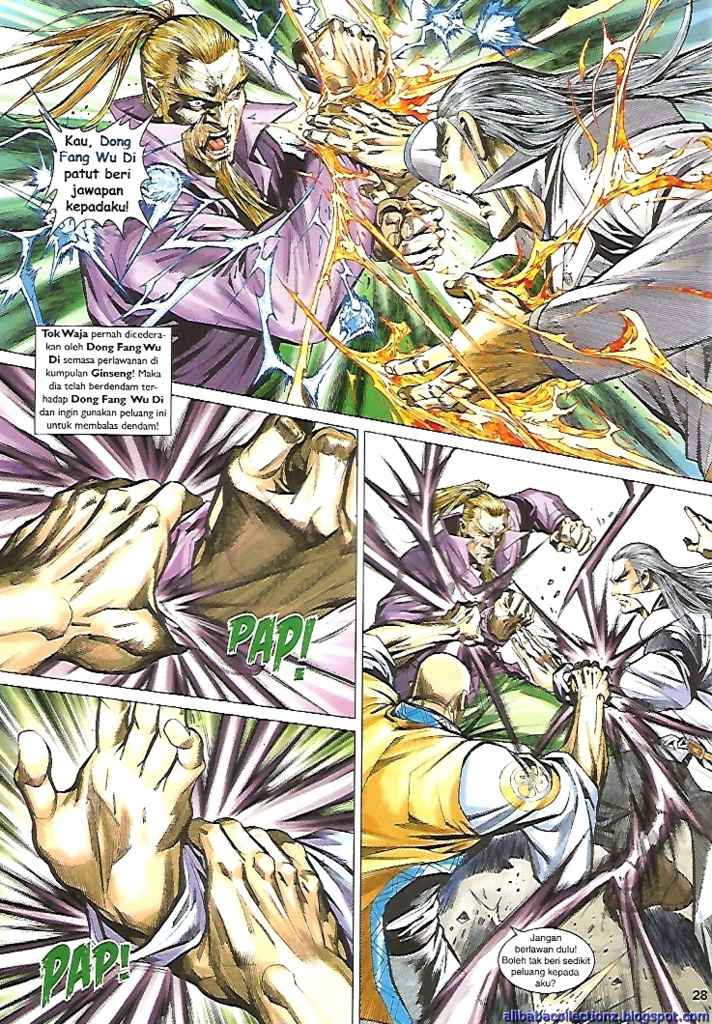 Kau, Dong
Fang Wu Di
patut beri
jawapan
kepadaku!
Tok Waja pernah dicedera-
kan oleh Dong Fang Wu
Di semasa perlawanan di
kumpulan Ginseng! Maka
dia telah berdendam ter-
hadap Dong Fang Wu Di
dan ingin gunakan peluang ini
untuk membalas dendam!
PAP!
PAP!
Jangan
berlawan dulu!
Boleh tak beri sedikit
peluang kepada
aku?
28
alibabacollectionz.blogspot.com